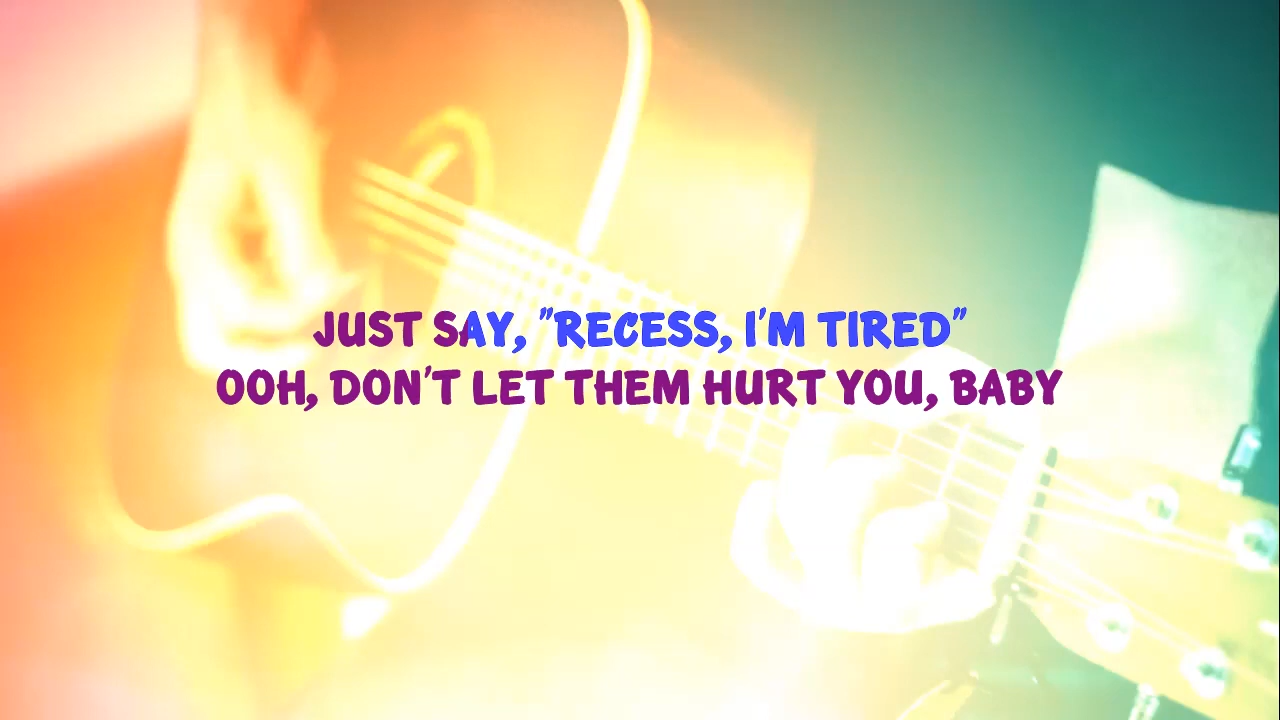 JUST SAY, "RECESS, I'M TIRED"
OOH, DON'T LET THEM HURT YOU, BABY